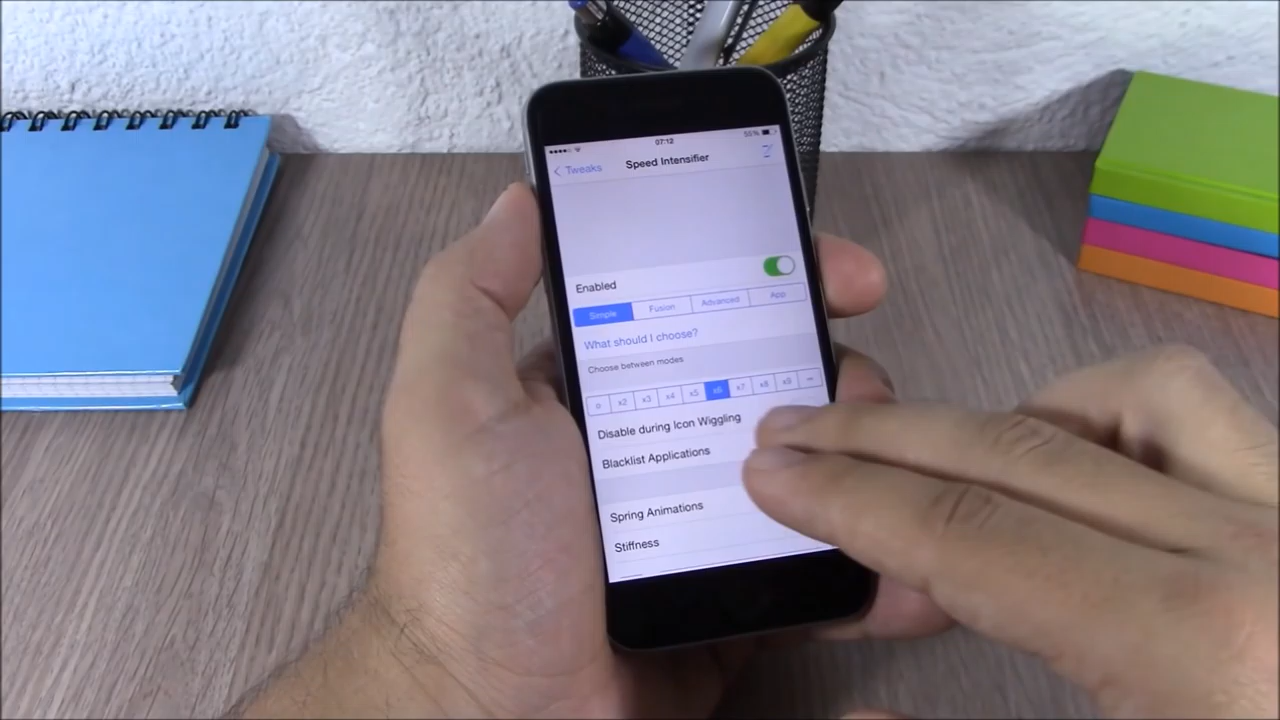 07:12
55%
Tweaks
Speed Intensifier
Enabled
Simple Fusion Advanced App
What should I choose?
Choose between modes
o x2 x3 x4 x5 x6 x7 x8 x9 ∞
Disable during Icon Wiggling
Blacklist Applications
Spring Animations
Stiffness